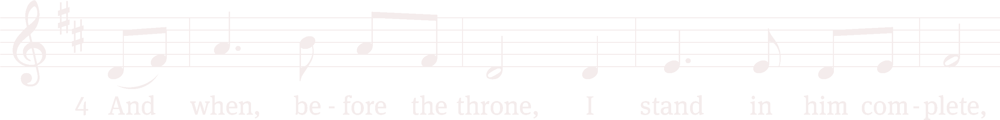 4 And when, be - fore the throne, I stand in him com - plete,